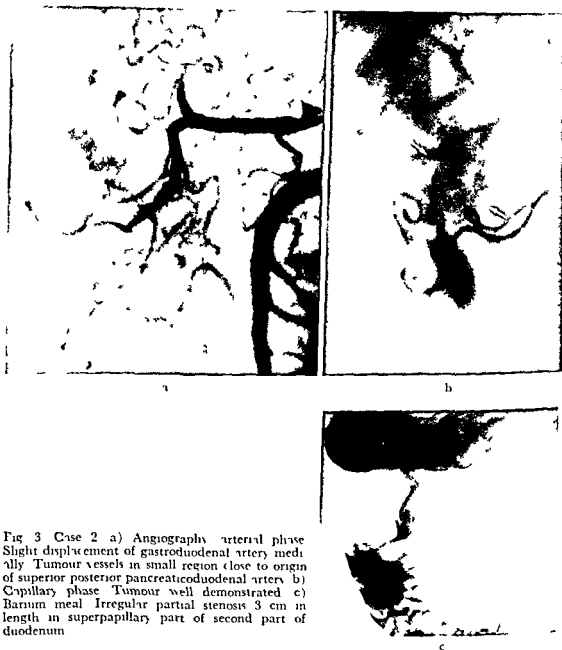 a
b
Fig 3 Case 2 a) Angiography arterial phase
Slight displacement of gastroduodenal artery medi
ally Tumour vessels in small region close to origin
of superior posterior pancreaticoduodenal artery b)
Capillary phase Tumour well demonstrated c)
Barium meal Irregular partial stenosis 3 cm in
length in superpapillary part of second part of
duodenum
c